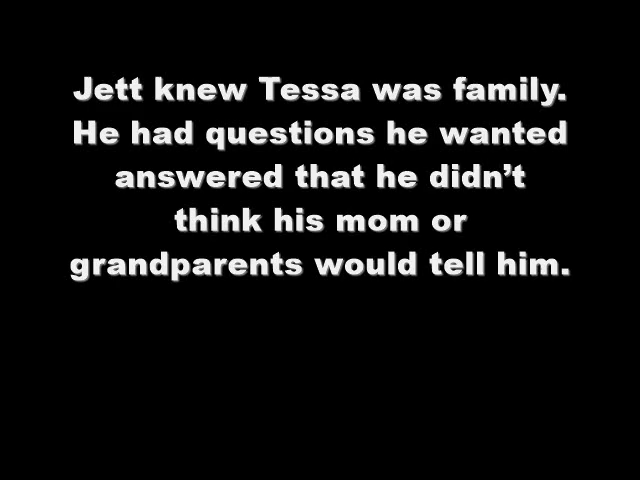 Jett knew Tessa was family.
He had questions he wanted
answered that he didn’t
think his mom or
grandparents would tell him.